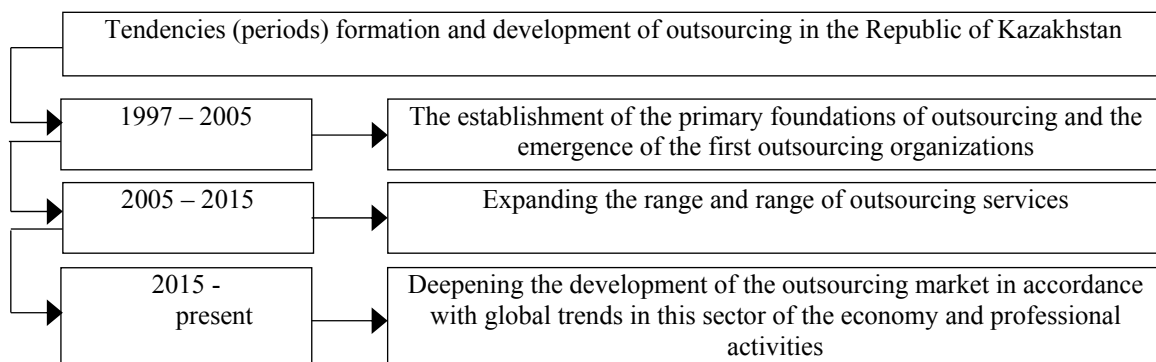 Tendencies (periods) formation and development of outsourcing in the Republic of Kazakhstan
1997 – 2005
The establishment of the primary foundations of outsourcing and the
emergence of the first outsourcing organizations
2005 – 2015
Expanding the range and range of outsourcing services
2015 -
present
Deepening the development of the outsourcing market in accordance
with global trends in this sector of the economy and professional
activities